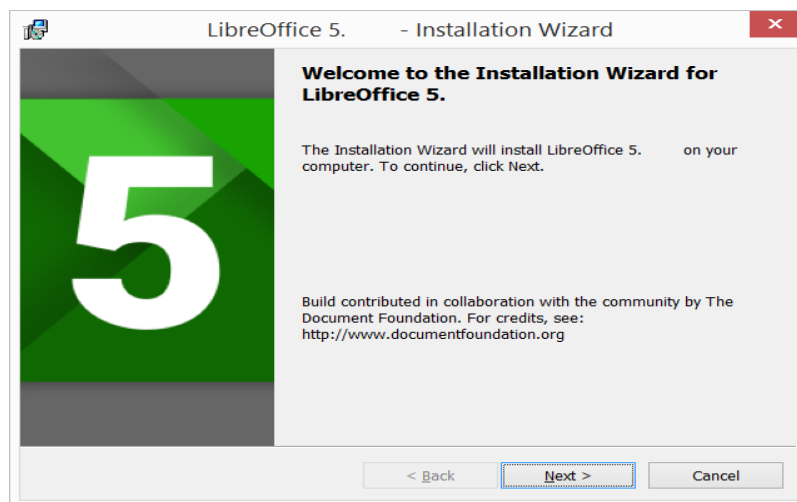 LibreOffice 5. - Installation Wizard
Welcome to the Installation Wizard for
LibreOffice 5.
The Installation Wizard will install LibreOffice 5. on your
computer. To continue, click Next.
5
Build contributed in collaboration with the community by The
Document Foundation. For credits, see:
http://www.documentfoundation.org
< Back Next > Cancel